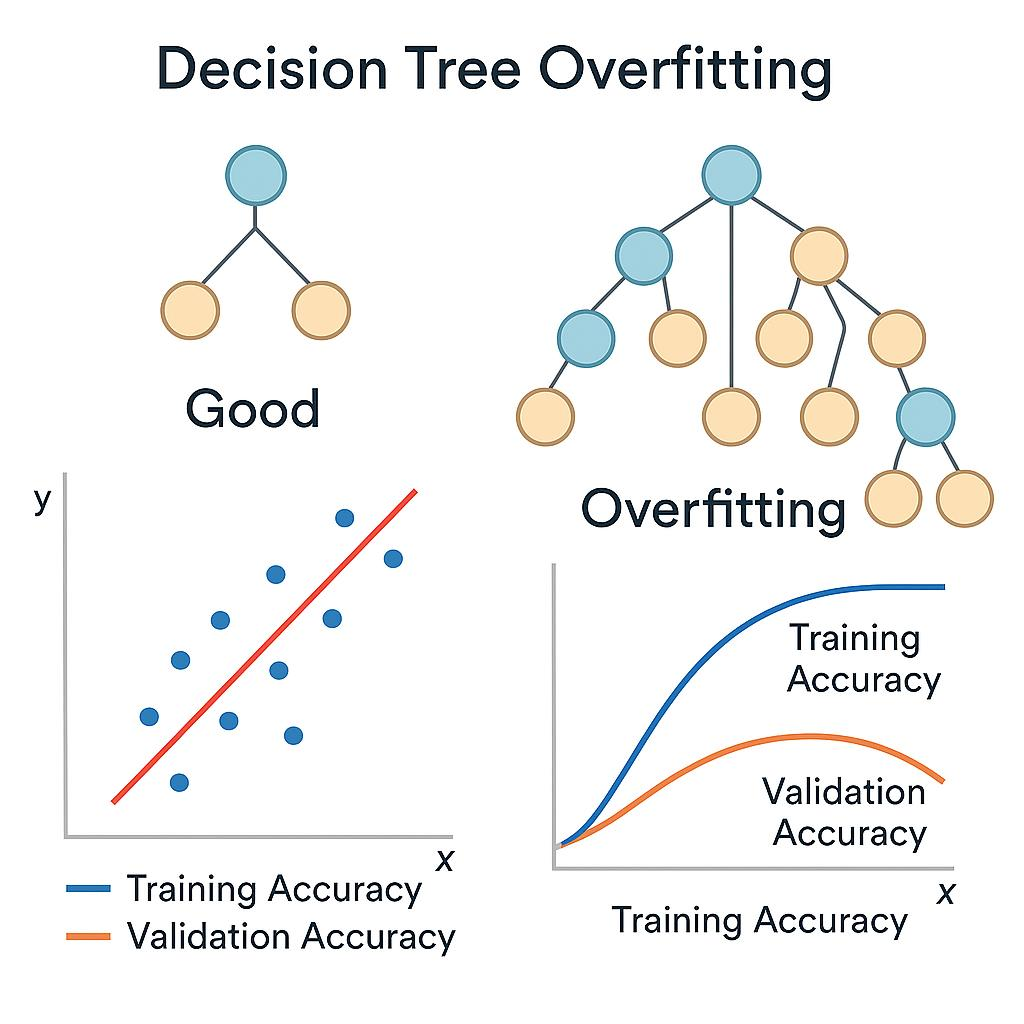 Decision Tree Overfitting
Good
Overfitting
y
x
Training Accuracy
Validation Accuracy
Training
Accuracy
Validation
Accuracy
x
Training Accuracy